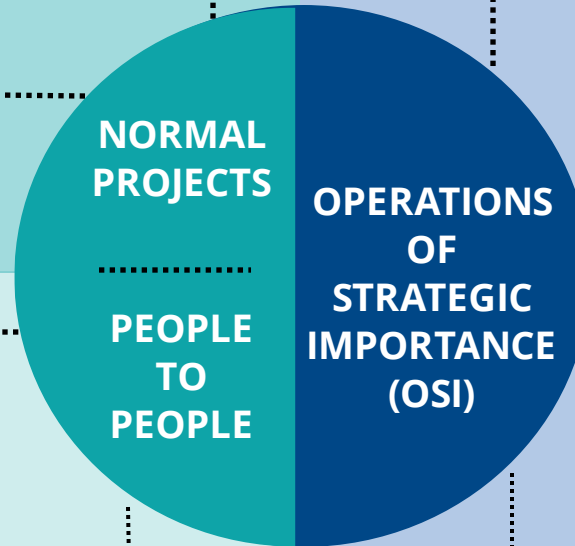 NORMAL
PROJECTS
PEOPLE
TO
PEOPLE
OPERATIONS
OF
STRATEGIC
IMPORTANCE
(OSI)